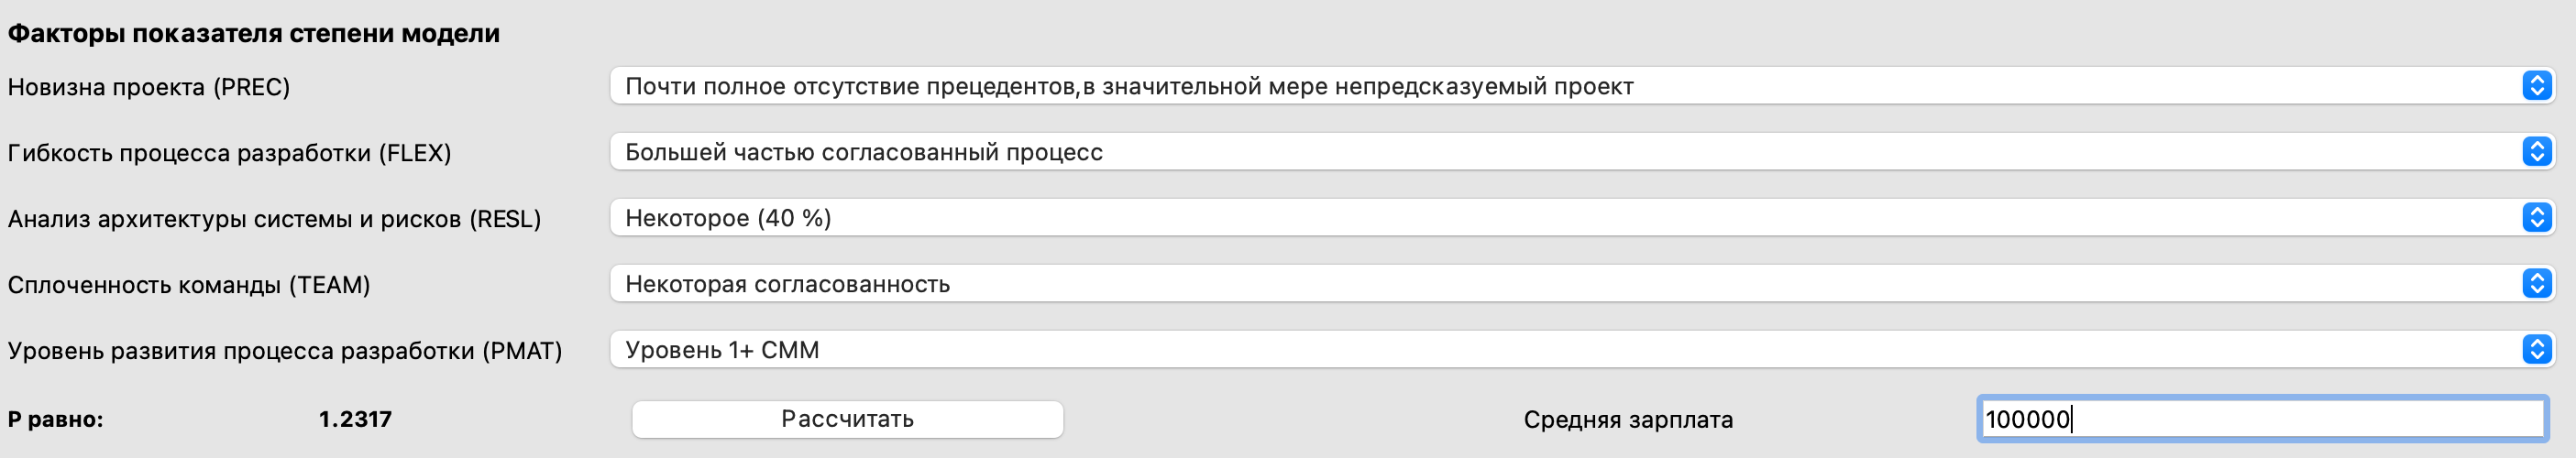 Факторы показателя степени модели
Новизна проекта (PREC) Почти полное отсутствие прецедентов,в значительной мере непредсказуемый проект
Гибкость процесса разработки (FLEX) Большей частью согласованный процесс
Анализ архитектуры системы и рисков (RESL) Некоторое (40 %)
Сплоченность команды (TEAM) Некоторая согласованность
Уровень развития процесса разработки (PMAT) Уровень 1+ СММ
P равно: 1.2317 Рассчитать Средняя зарплата 100000